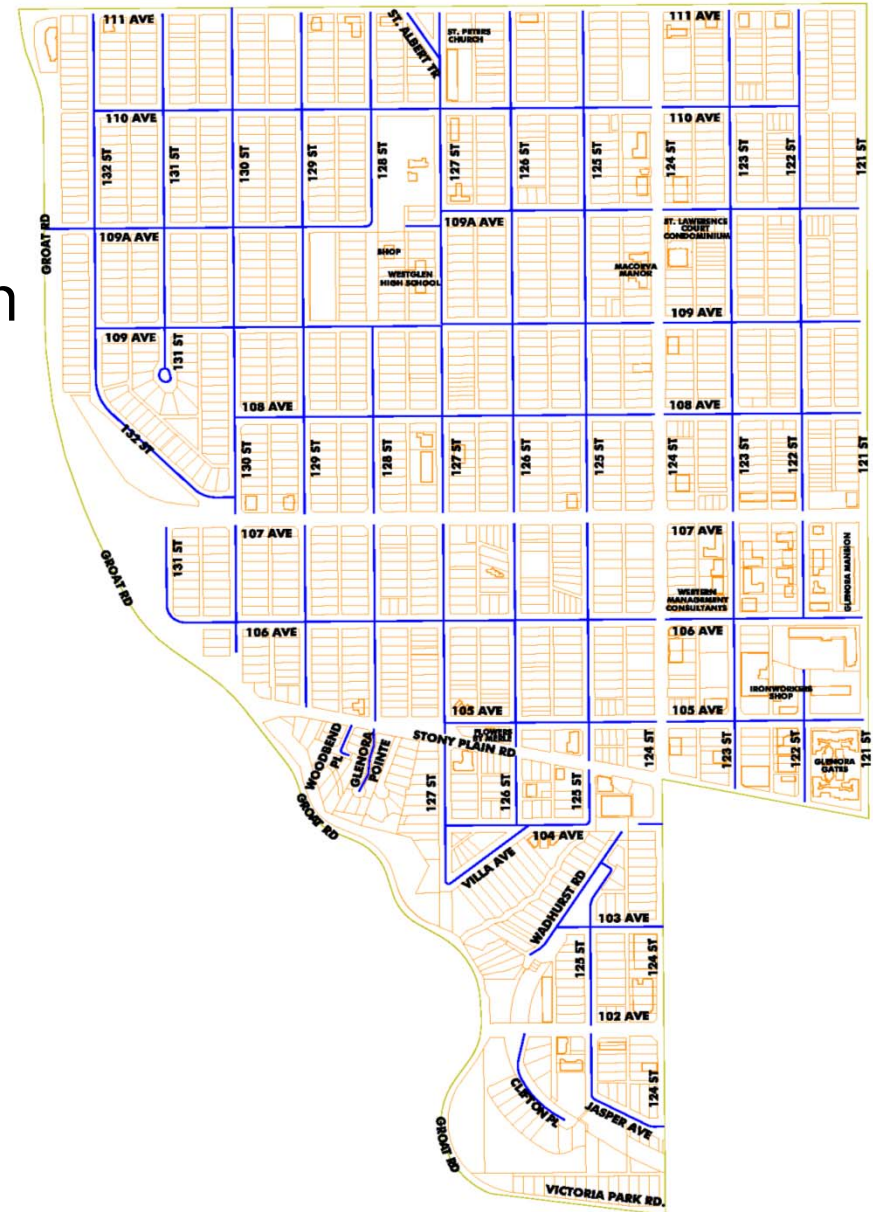 111 AVE
ST. ALBERT TR
ST. PETERS
CHURCH
111 AVE
110 AVE
110 AVE
132 ST
131 ST
130 ST
129 ST
128 ST
127 ST
126 ST
125 ST
124 ST
123 ST
122 ST
121 ST
GROAT RD
109A AVE
109A AVE
ST. LAWRENCE
COURT
CONDOMINIUM
SHOP
WESTGLEN
HIGH SCHOOL
MACOEVA
MANOR
n
109 AVE
109 AVE
131 ST
108 AVE
108 AVE
132 ST
130 ST
129 ST
128 ST
127 ST
126 ST
125 ST
124 ST
123 ST
122 ST
121 ST
107 AVE
107 AVE
131 ST
GROAT RD
WESTERN
MANAGEMENT
CONSULTANTS
GLENORA MANSION
106 AVE
106 AVE
IRONWORKERS
SHOP
105 AVE
105 AVE
WOODBEND
PL
GLENORA
POINTE
STONY PLAIN RD
FLOWERS
BY MERLE
124 ST
123 ST
122 ST
121 ST
GLENORA
GATES
127 ST
126 ST
125 ST
GROAT RD
104 AVE
VILLA AVE
WADHURST RD
103 AVE
125 ST
124 ST
102 AVE
CLIFTON PL
JASPER AVE
124 ST
GROAT RD
VICTORIA PARK RD.